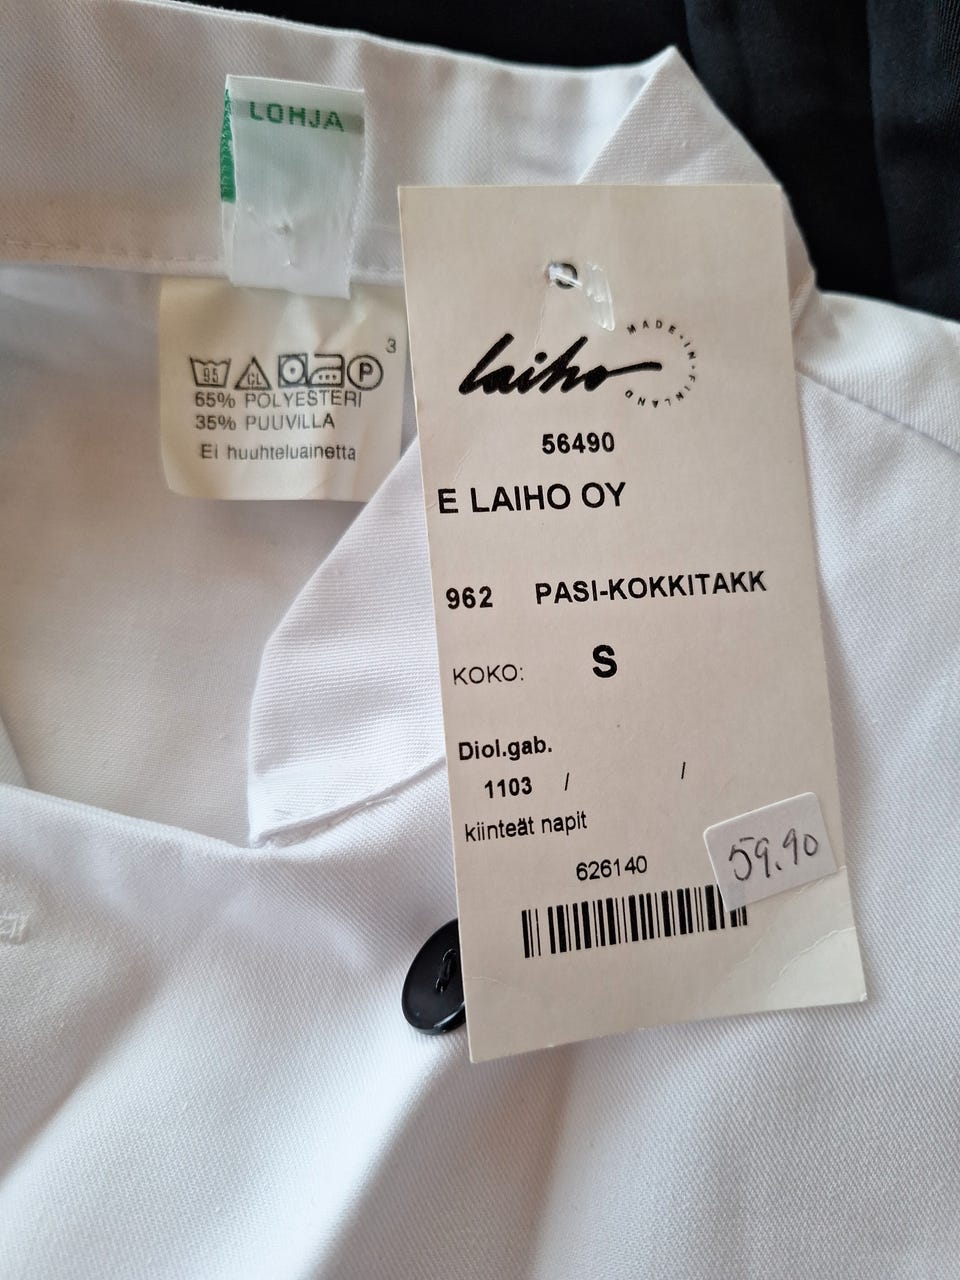 LOHJA
3
95 CL P
65% POLYESTERI
35% PUUVILLA
Ei huuhteluainetta
laiho
MADE·IN·FINLAND
56490
E LAIHO OY
962 PASI-KOKKITAKK
KOKO: S
Diol.gab.
1103 / /
kiinteät napit
59.90
626140